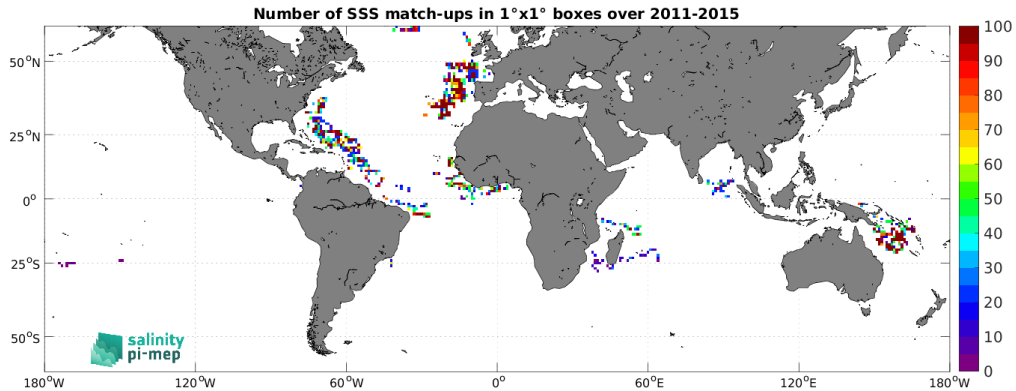 Number of SSS match-ups in 1°x1° boxes over 2011-2015
100
90
80
70
60
50
40
30
20
10
0
50°N
25°N
0°
25°S
50°S
salinity
pi-mep
180°W 120°W 60°W 0° 60°E 120°E 180°W